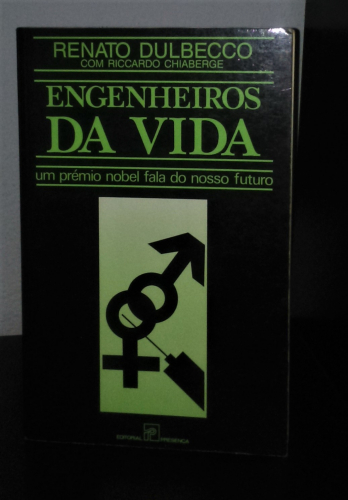 RENATO DULBECCO
COM RICCARDO CHIABERGE
ENGENHEIROS
DA VIDA
um prémio nobel fala do nosso futuro
EDITORIAL PRESENÇA